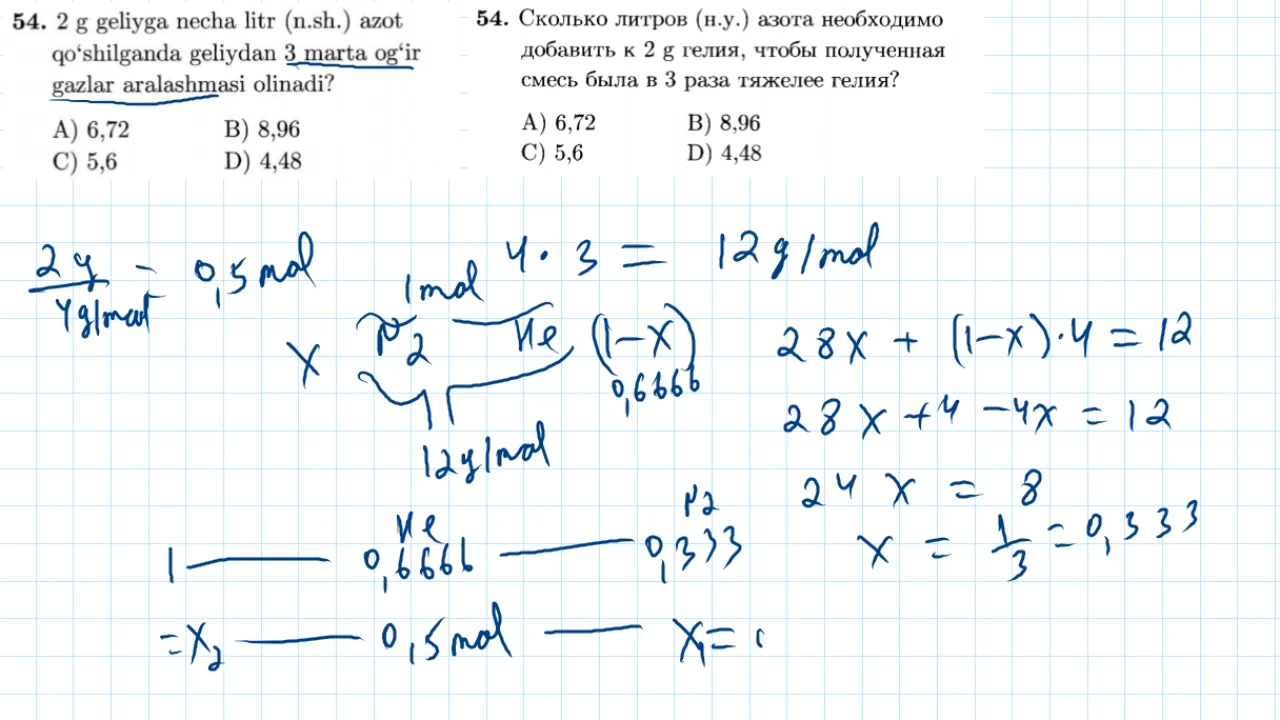 54. 2 g geliyga necha litr (n.sh.) azot
qo‘shilganda geliydan 3 marta og‘ir
gazlar aralashmasi olinadi?
A) 6,72 B) 8,96
C) 5,6 D) 4,48
54. Сколько литров (н.у.) азота необходимо
добавить к 2 g гелия, чтобы полученная
смесь была в 3 раза тяжелее гелия?
A) 6,72 B) 8,96
C) 5,6 D) 4,48
2 g / 4 g/mol = 0,5 mol
4 · 3 = 12 g/mol
1 mol
x N2 He (1-x)
0,6666
12 g/mol
28x + (1-x)·4 = 12
28x + 4 - 4x = 12
24x = 8
x = 1/3 = 0,333
He N2
1 0,6666 0,333
=x2 0,5 mol x1= 0